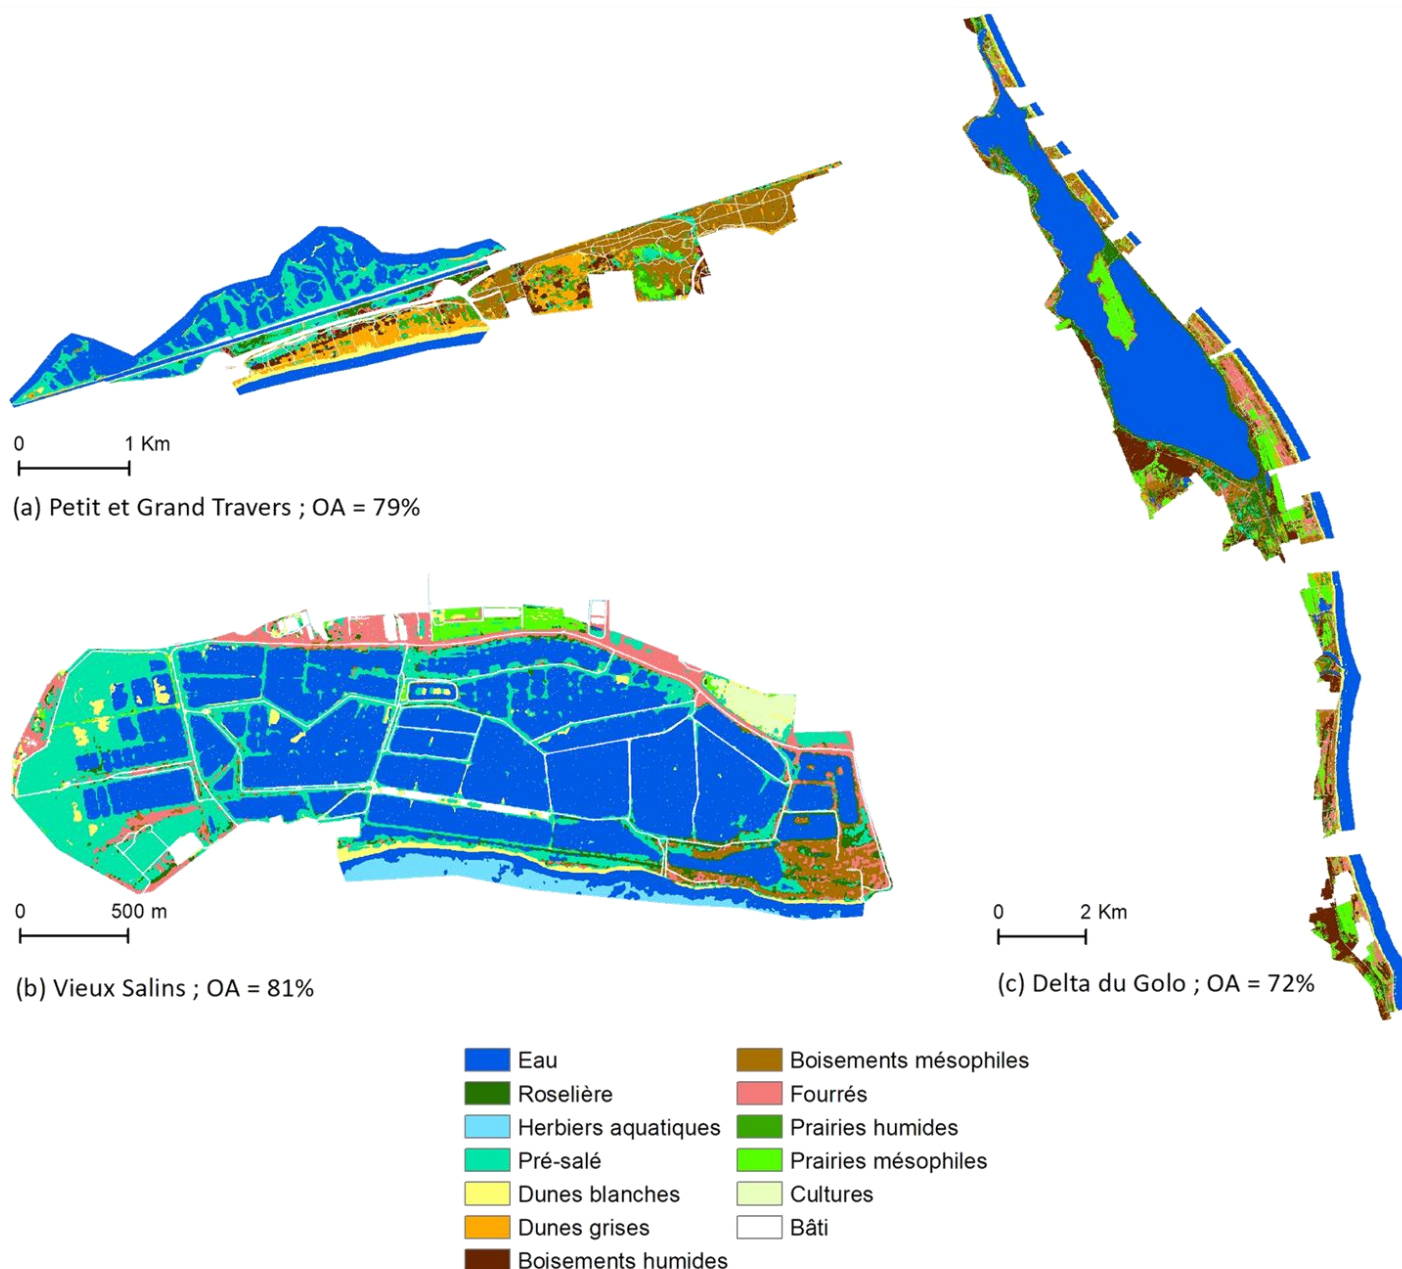 0 1 Km
(a) Petit et Grand Travers ; OA = 79%
0 500 m
(b) Vieux Salins ; OA = 81%
0 2 Km
(c) Delta du Golo ; OA = 72%
Eau
Roselière
Herbiers aquatiques
Pré-salé
Dunes blanches
Dunes grises
Boisements humides
Boisements mésophiles
Fourrés
Prairies humides
Prairies mésophiles
Cultures
Bâti